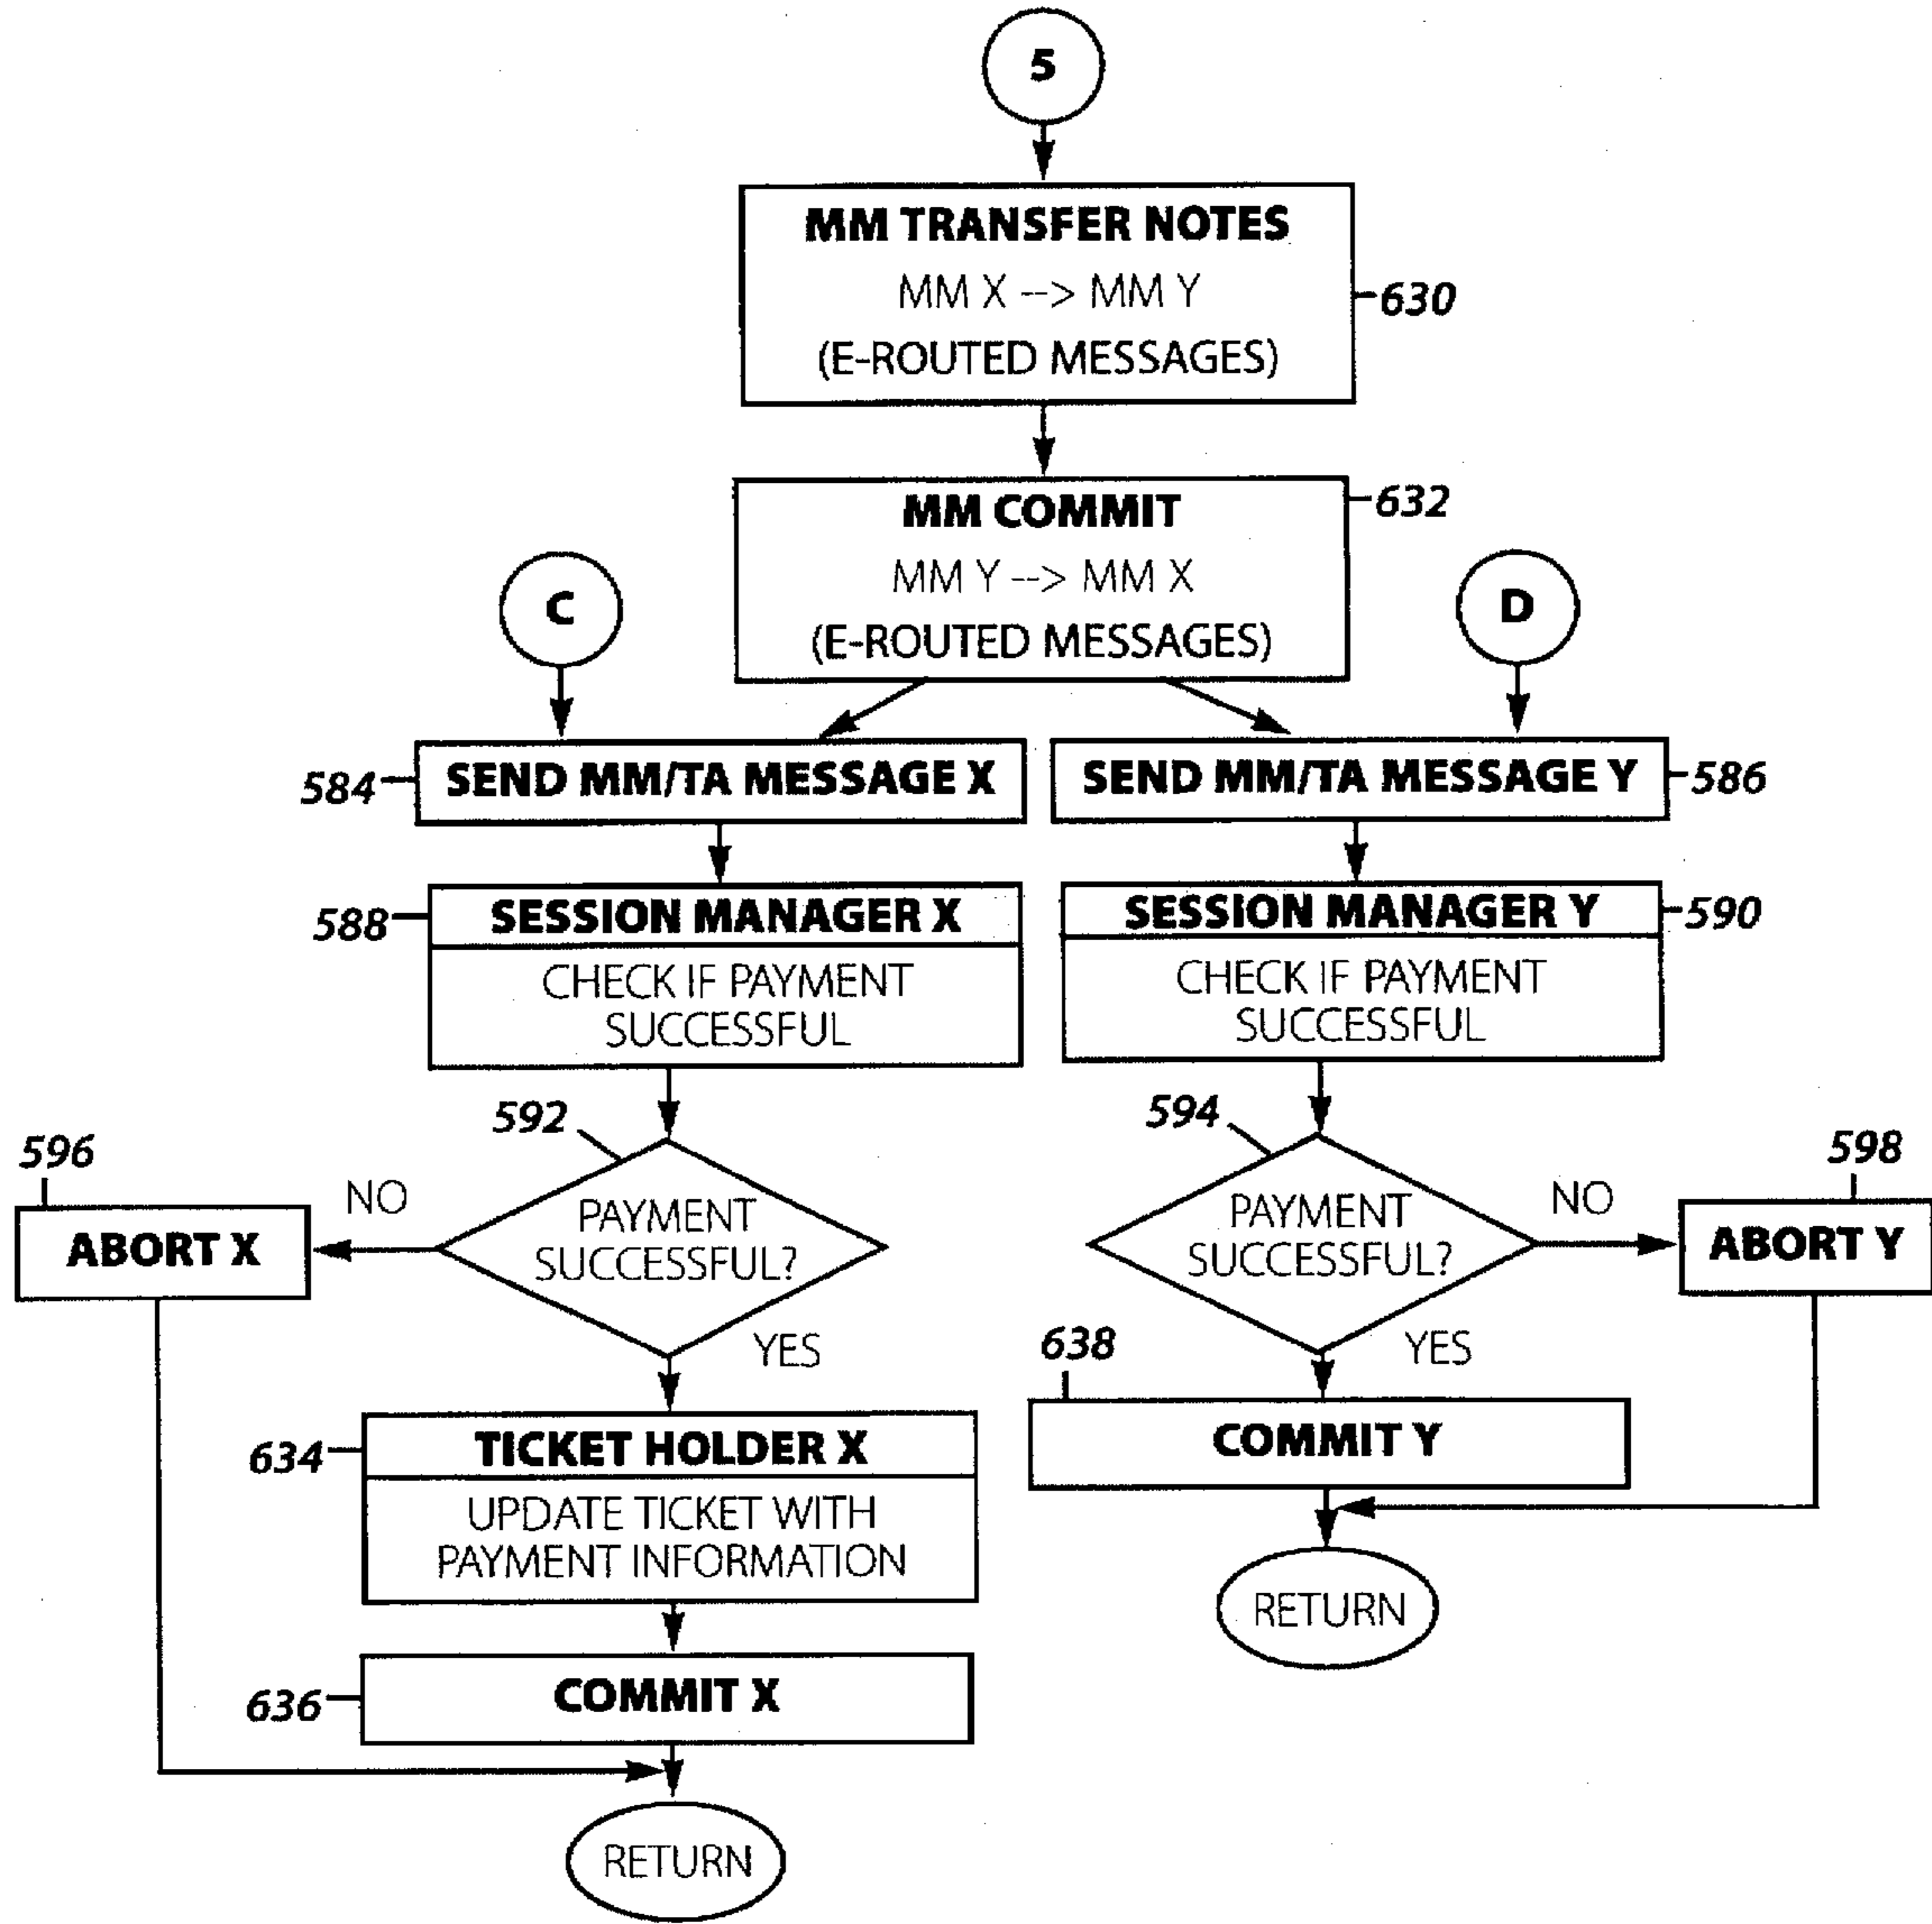 5
MM TRANSFER NOTES
MM X --> MM Y
(E-ROUTED MESSAGES)
630
MM COMMIT
MM Y --> MM X
(E-ROUTED MESSAGES)
632
C
D
584
SEND MM/TA MESSAGE X
SEND MM/TA MESSAGE Y
586
588
SESSION MANAGER X
CHECK IF PAYMENT
SUCCESSFUL
SESSION MANAGER Y
590
CHECK IF PAYMENT
SUCCESSFUL
592
594
596
598
NO
PAYMENT
SUCCESSFUL?
YES
ABORT X
PAYMENT
SUCCESSFUL?
NO
YES
ABORT Y
638
COMMIT Y
634
TICKET HOLDER X
UPDATE TICKET WITH
PAYMENT INFORMATION
RETURN
636
COMMIT X
RETURN